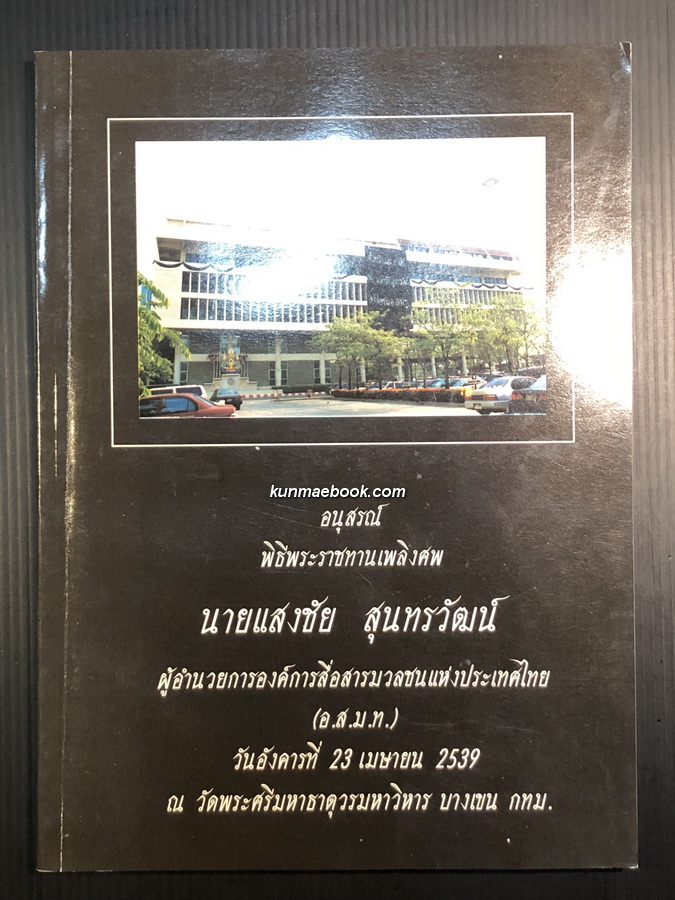 kunmaebook.com
อนุสรณ์
พิธีพระราชทานเพลิงศพ
นายแสงชัย สุนทรวัฒน์
ผู้อำนวยการองค์การสื่อสารมวลชนแห่งประเทศไทย
(อ.ส.ม.ท.)
วันอังคารที่ 23 เมษายน 2539
ณ วัดพระศรีมหาธาตุวรมหาวิหาร บางเขน กทม.